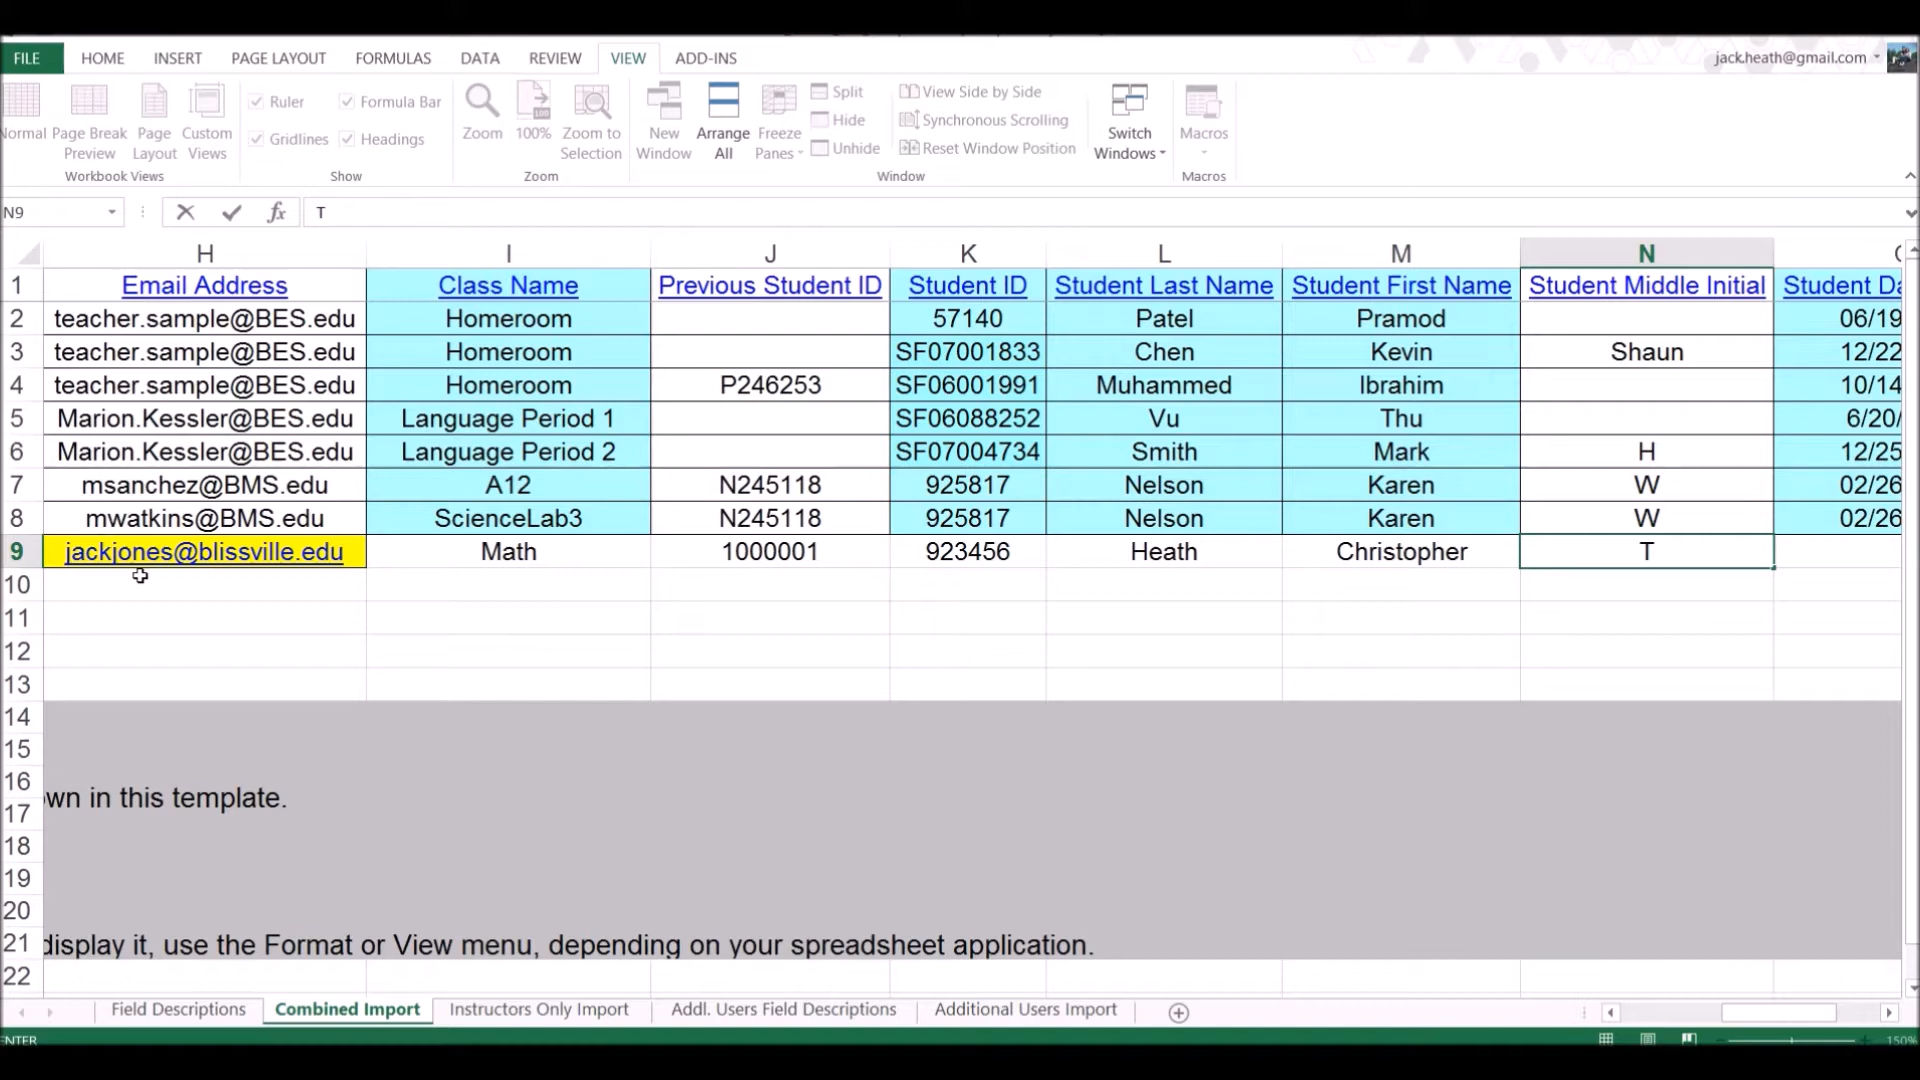 FILE HOME INSERT PAGE LAYOUT FORMULAS DATA REVIEW VIEW ADD-INS jack.heath@gmail.com
Normal Page Break Preview Page Layout Custom Views
Workbook Views
Ruler Formula Bar
Gridlines Headings
Show
Zoom 100% Zoom to Selection
Zoom
New Window Arrange All Freeze Panes
Split
Hide
Unhide
View Side by Side
Synchronous Scrolling
Reset Window Position
Window
Switch Windows
Macros
Macros
N9 fx T
H I J K L M N
1 Email Address Class Name Previous Student ID Student ID Student Last Name Student First Name Student Middle Initial Student Da
2 teacher.sample@BES.edu Homeroom 57140 Patel Pramod 06/19
3 teacher.sample@BES.edu Homeroom SF07001833 Chen Kevin Shaun 12/22
4 teacher.sample@BES.edu Homeroom P246253 SF06001991 Muhammed Ibrahim 10/14
5 Marion.Kessler@BES.edu Language Period 1 SF06088252 Vu Thu 6/20/
6 Marion.Kessler@BES.edu Language Period 2 SF07004734 Smith Mark H 12/25
7 msanchez@BMS.edu A12 N245118 925817 Nelson Karen W 02/26
8 mwatkins@BMS.edu ScienceLab3 N245118 925817 Nelson Karen W 02/26
9 jackjones@blissville.edu Math 1000001 923456 Heath Christopher T
10
11
12
13
14
15
16
own in this template.
17
18
19
20
21 display it, use the Format or View menu, depending on your spreadsheet application.
22
Field Descriptions Combined Import Instructors Only Import Addl. Users Field Descriptions Additional Users Import
ENTER 150%